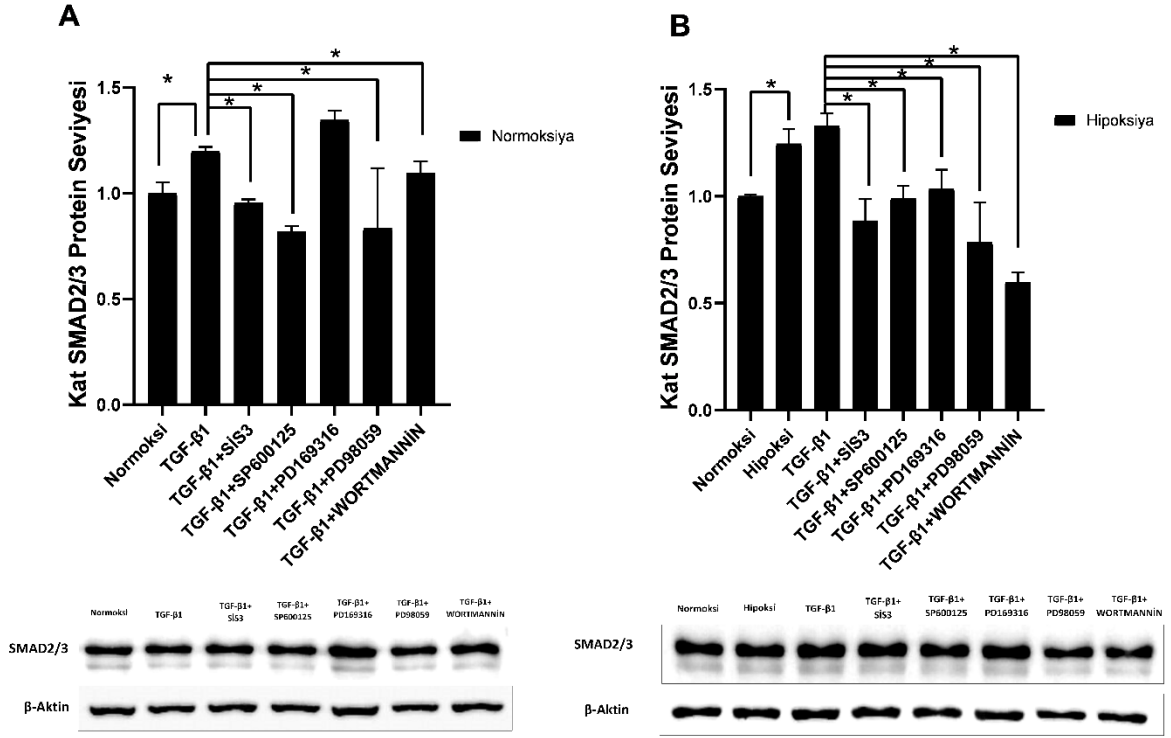 A
Kat SMAD2/3 Protein Seviyesi
1.5
1.0
0.5
0.0
*
*
*
*
*
Normoksiya
Normoksi
TGF-β1
TGF-β1+SİS3
TGF-β1+SP600125
TGF-β1+PD169316
TGF-β1+PD98059
TGF-β1+WORTMANNİN
B
Kat SMAD2/3 Protein Seviyesi
1.5
1.0
0.5
0.0
*
*
*
*
*
*
Hipoksiya
Normoksi
Hipoksi
TGF-β1
TGF-β1+SİS3
TGF-β1+SP600125
TGF-β1+PD169316
TGF-β1+PD98059
TGF-β1+WORTMANNİN
Normoksi
TGF-β1
TGF-β1+
SİS3
TGF-β1+
SP600125
TGF-β1+
PD169316
TGF-β1+
PD98059
TGF-β1+
WORTMANNİN
SMAD2/3
β-Aktin
Normoksi
Hipoksi
TGF-β1
TGF-β1+
SİS3
TGF-β1+
SP600125
TGF-β1+
PD169316
TGF-β1+
PD98059
TGF-β1+
WORTMANNİN
SMAD2/3
β-Aktin